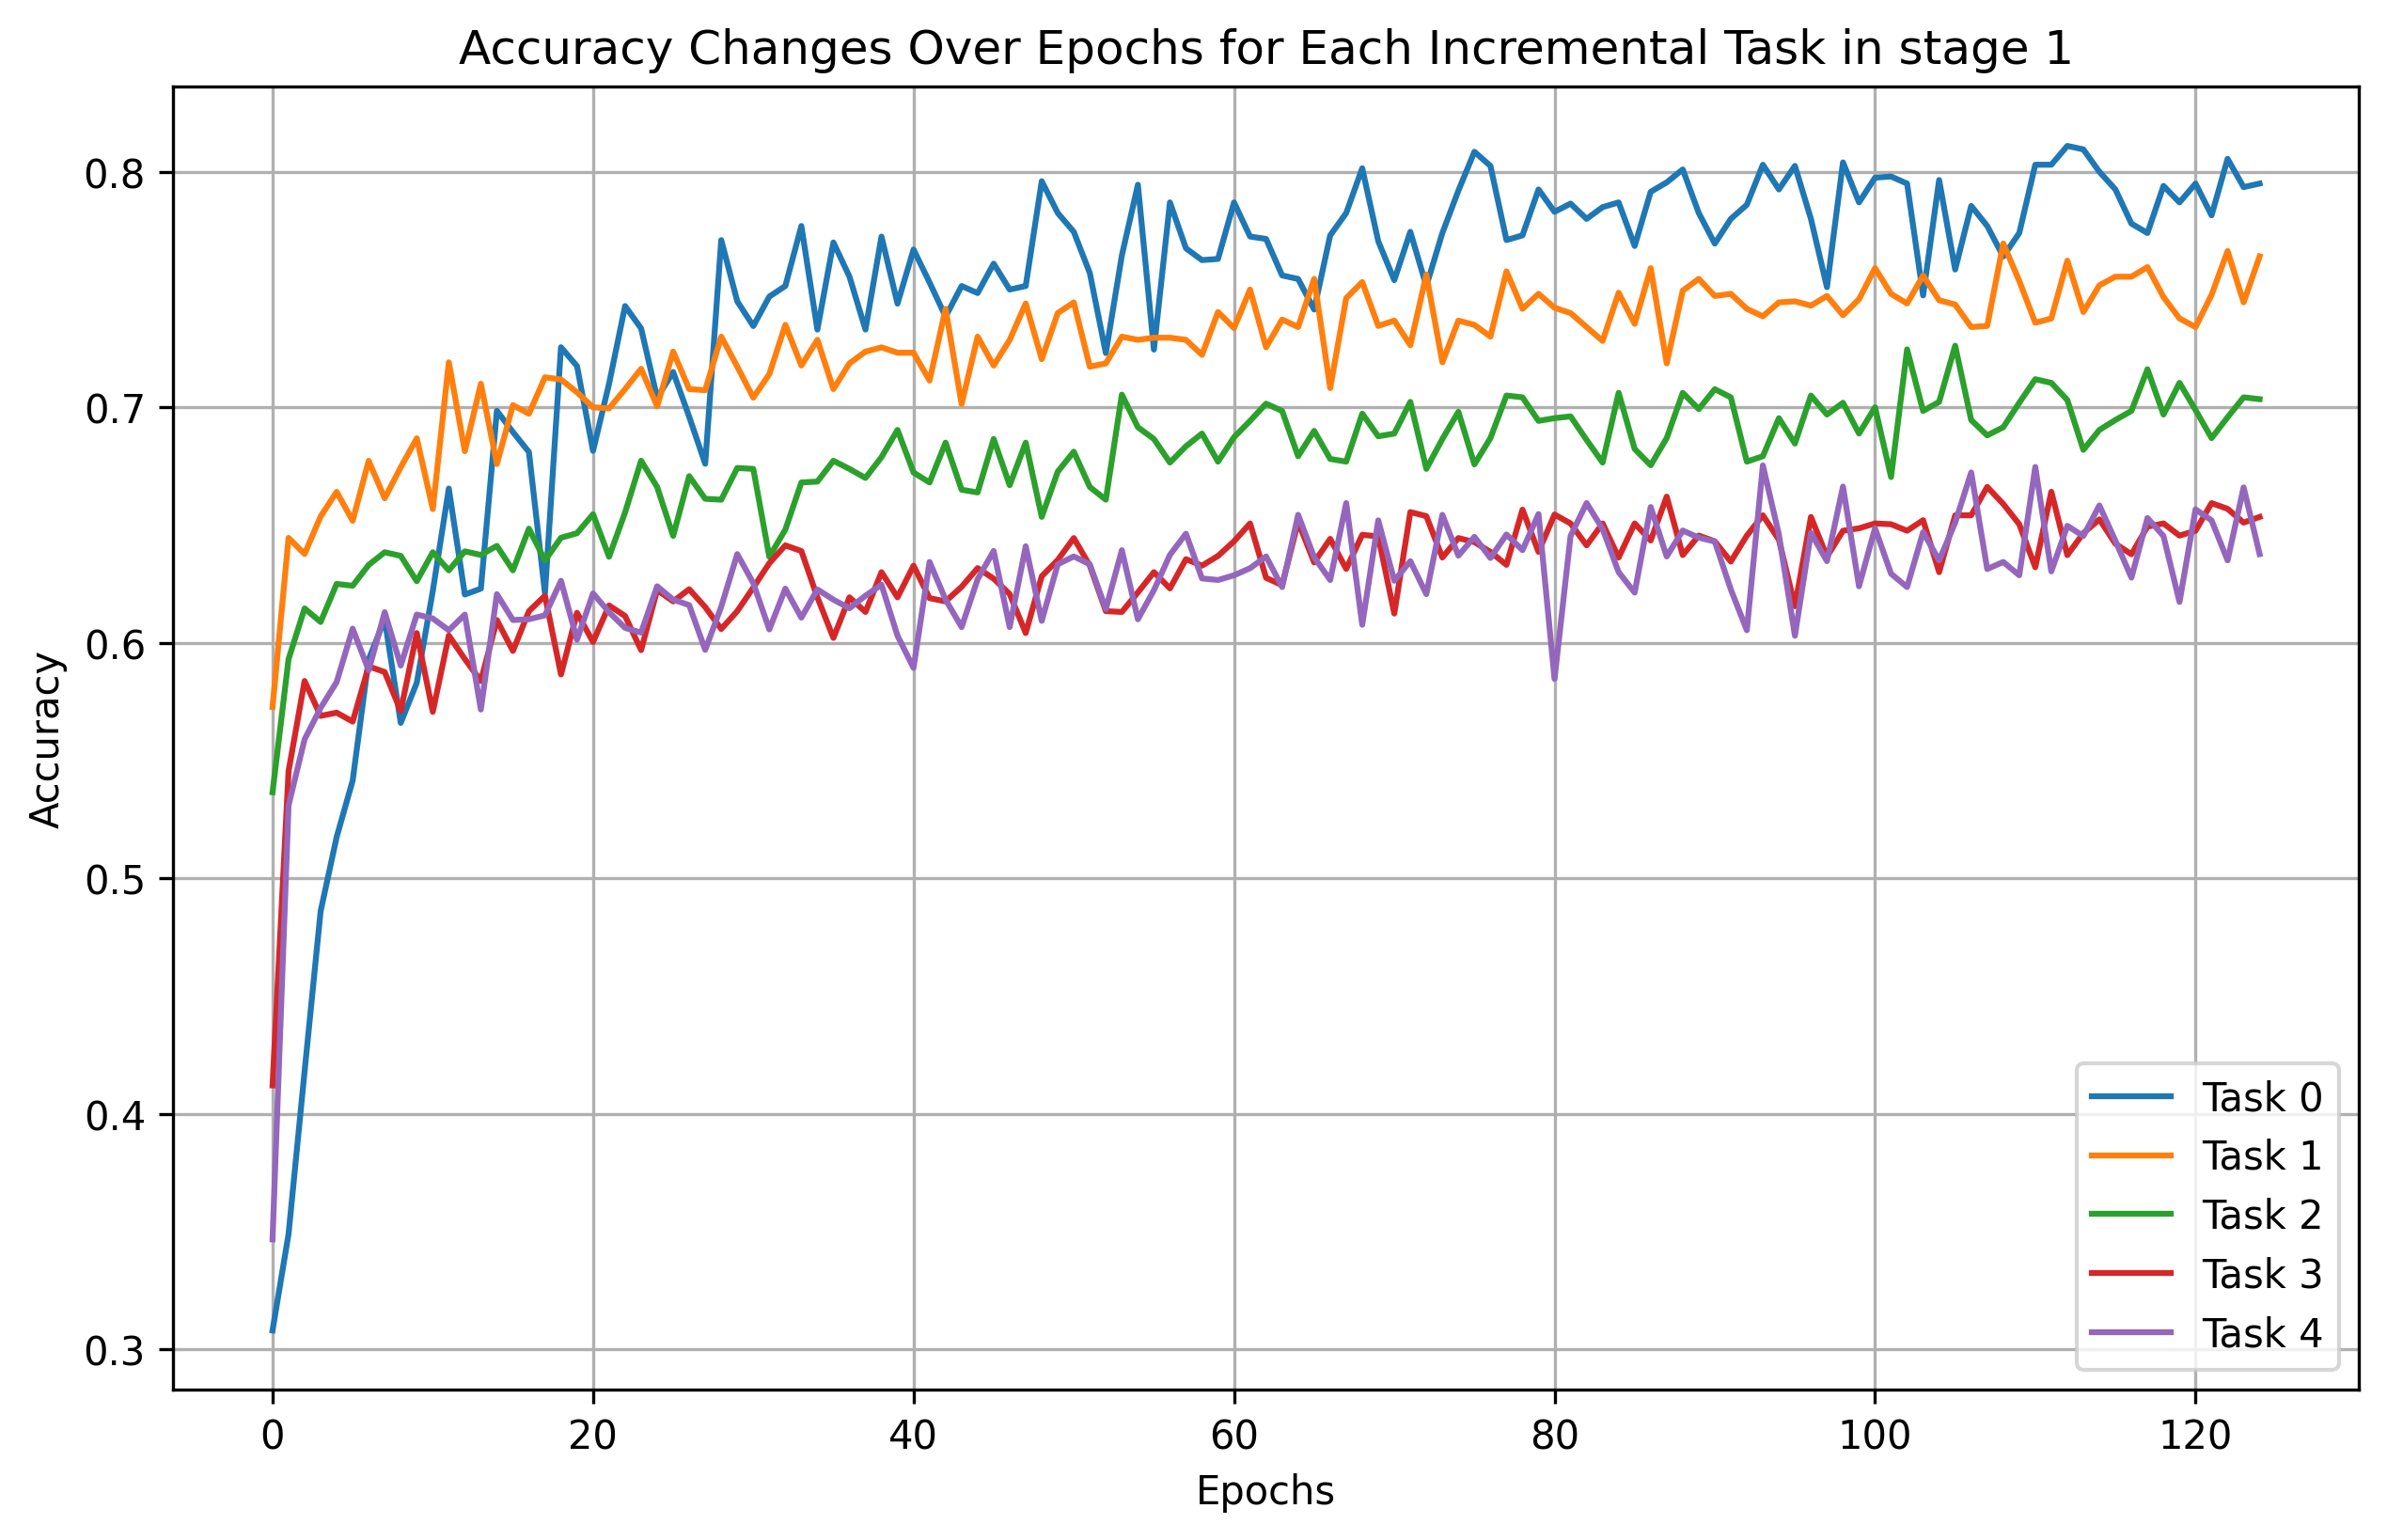 Accuracy Changes Over Epochs for Each Incremental Task in stage 1
0.8
0.7
0.6
0.5
0.4
0.3
Accuracy
0 20 40 60 80 100 120
Epochs
Task 0
Task 1
Task 2
Task 3
Task 4